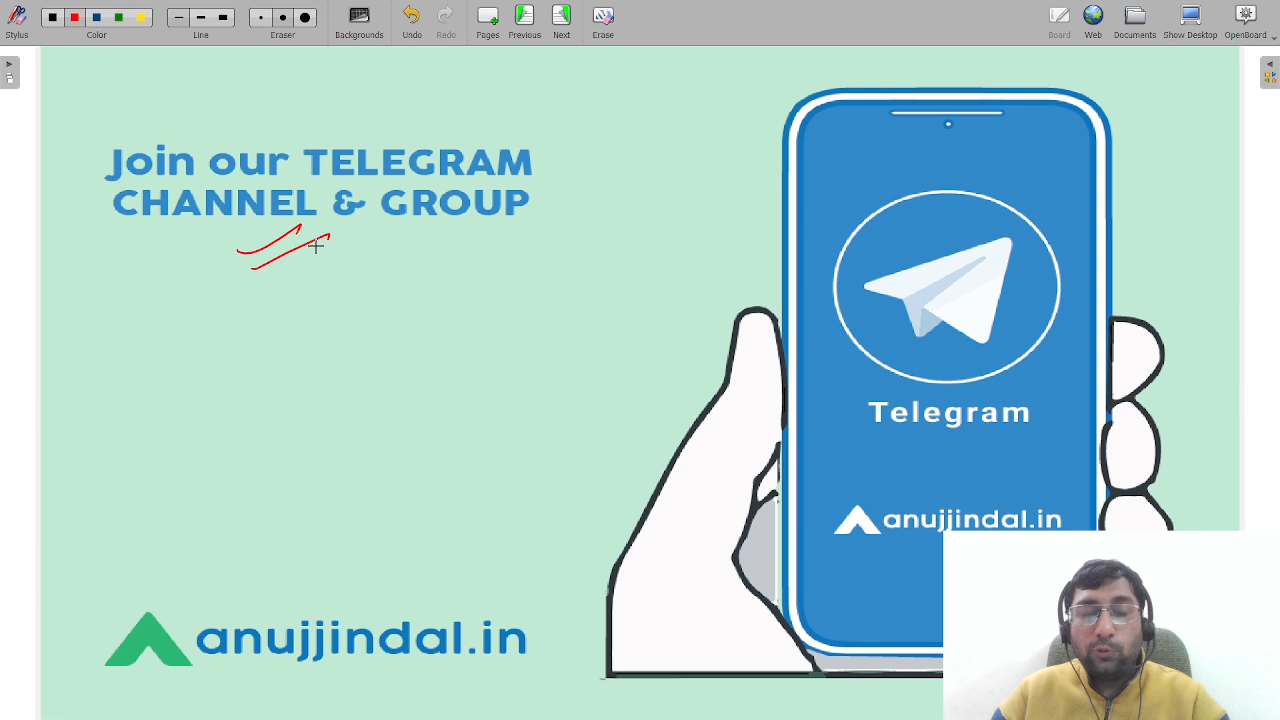 Stylus
Color
Line
Eraser
Backgrounds
Undo
Redo
Pages
Previous
Next
Erase
Board
Web
Documents
Show Desktop
OpenBoard
Join our TELEGRAM
CHANNEL & GROUP
Telegram
anujjindal.in
anujjindal.in